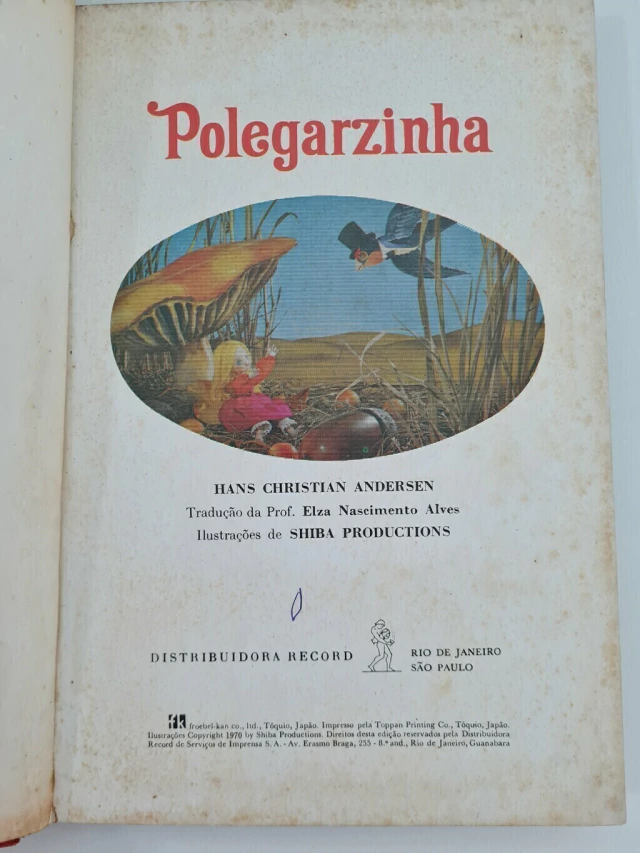 Polegarzinha
HANS CHRISTIAN ANDERSEN
Tradução da Prof. Elza Nascimento Alves
Ilustrações de SHIBA PRODUCTIONS
DISTRIBUIDORA RECORD
RIO DE JANEIRO
SÃO PAULO
fk froebel-kan co., ltd., Tóquio, Japão. Impresso pela Toppan Printing Co., Tóquio, Japão.
Ilustrações Copyright 1970 by Shiba Productions. Direitos desta edição reservados pela Distribuidora
Record de Serviços de Imprensa S. A. - Av. Erasmo Braga, 255 - 8.º and., Rio de Janeiro, Guanabara